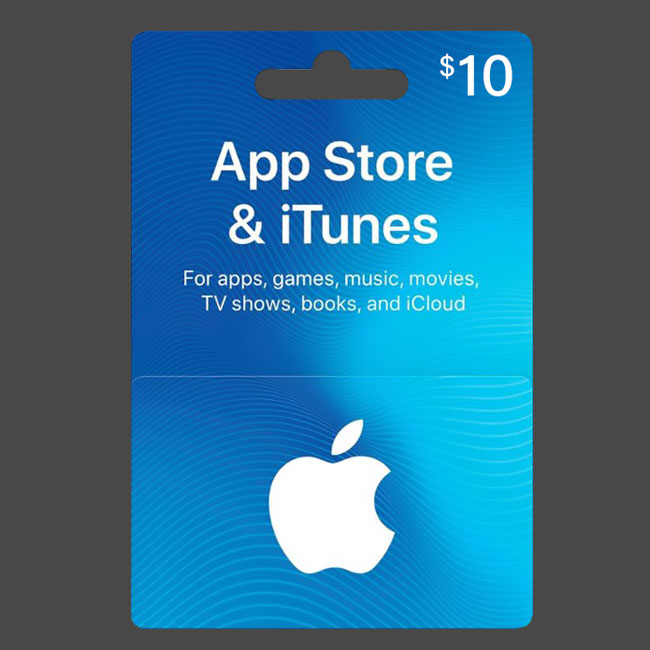 $10
App Store
& iTunes
For apps, games, music, movies,
TV shows, books, and iCloud